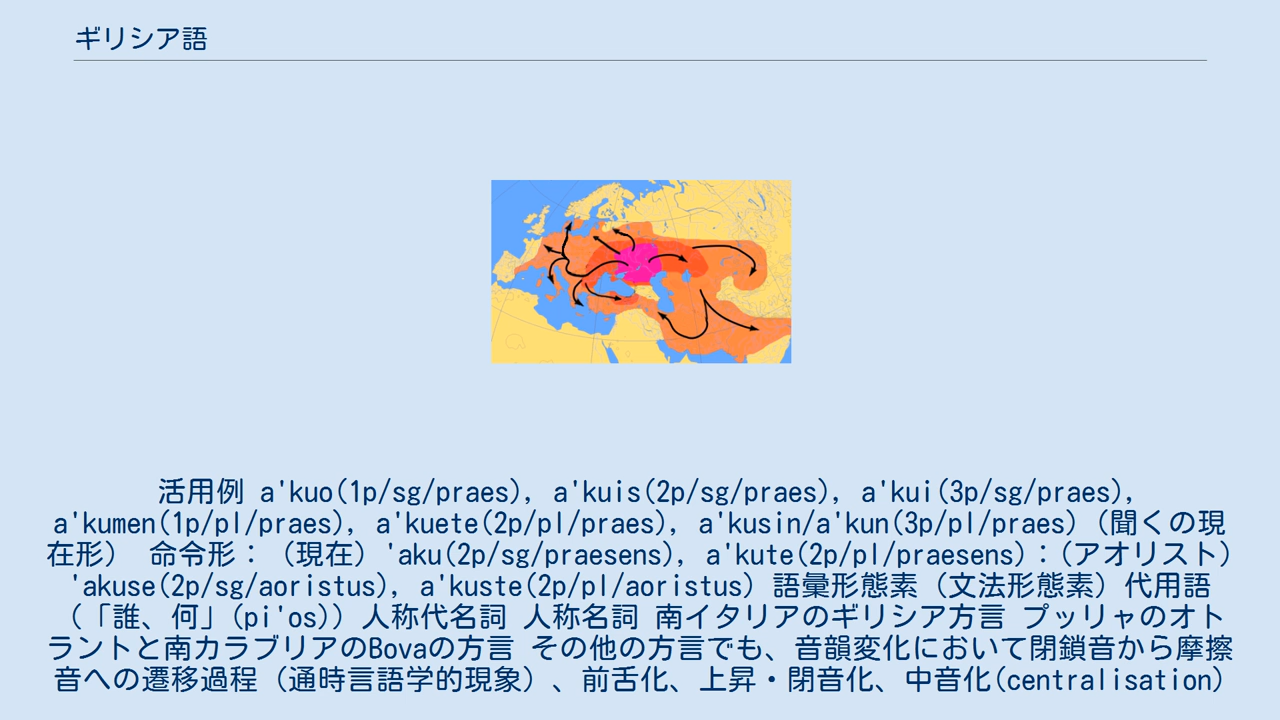 ギリシア語
活用例 a'kuo(1p/sg/praes), a'kuis(2p/sg/praes), a'kui(3p/sg/praes),
a'kumen(1p/pl/praes), a'kuete(2p/pl/praes), a'kusin/a'kun(3p/pl/praes)（聞くの現
在形） 命令形：（現在）'aku(2p/sg/praesens), a'kute(2p/pl/praesens)：(アオリスト）
'akuse(2p/sg/aoristus), a'kuste(2p/pl/aoristus) 語彙形態素（文法形態素）代用語
（「誰、何」(pi'os)）人称代名詞 人称名詞 南イタリアのギリシア方言 プッリャのオト
ラントと南カラブリアのBovaの方言 その他の方言でも、音韻変化において閉鎖音から摩擦
音への遷移過程（通時言語学的現象）、前舌化、上昇・閉音化、中音化(centralisation)